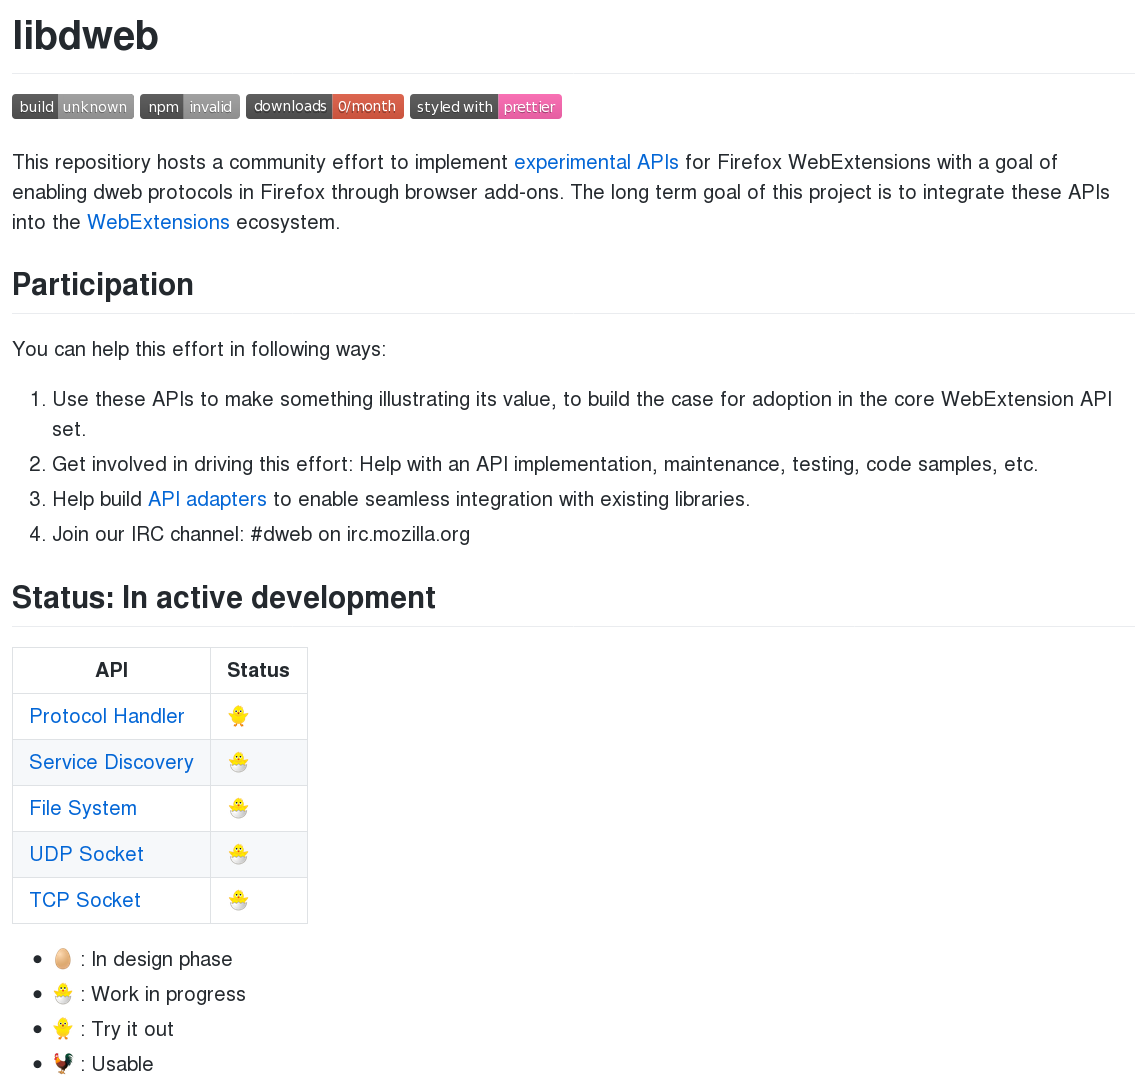 libdweb
build unknown npm invalid downloads 0/month styled with prettier
This repositiory hosts a community effort to implement experimental APIs for Firefox WebExtensions with a goal of
enabling dweb protocols in Firefox through browser add-ons. The long term goal of this project is to integrate these APIs
into the WebExtensions ecosystem.
Participation
You can help this effort in following ways:
1. Use these APIs to make something illustrating its value, to build the case for adoption in the core WebExtension API
set.
2. Get involved in driving this effort: Help with an API implementation, maintenance, testing, code samples, etc.
3. Help build API adapters to enable seamless integration with existing libraries.
4. Join our IRC channel: #dweb on irc.mozilla.org
Status: In active development
API Status
Protocol Handler 🐥
Service Discovery 🐣
File System 🐣
UDP Socket 🐣
TCP Socket 🐣
• 🥚 : In design phase
• 🐣 : Work in progress
• 🐥 : Try it out
• 🐓 : Usable